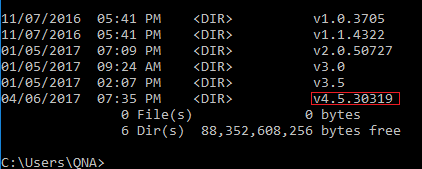 11/07/2016 05:41 PM <DIR> v1.0.3705
11/07/2016 05:41 PM <DIR> v1.1.4322
01/05/2017 07:09 PM <DIR> v2.0.50727
01/05/2017 09:24 AM <DIR> v3.0
01/05/2017 02:07 PM <DIR> v3.5
04/06/2017 07:35 PM <DIR> v4.5.30319
0 File(s) 0 bytes
6 Dir(s) 88,352,608,256 bytes free
C:\Users\QNA>